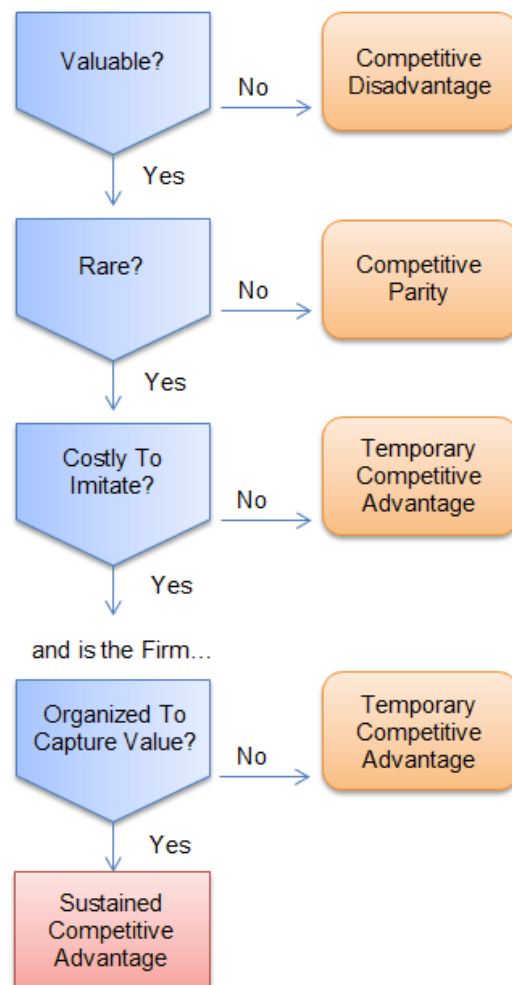 Valuable?
No
Competitive
Disadvantage
Yes
Rare?
No
Competitive
Parity
Yes
Costly To
Imitate?
No
Temporary
Competitive
Advantage
Yes
and is the Firm...
Organized To
Capture Value?
No
Temporary
Competitive
Advantage
Yes
Sustained
Competitive
Advantage